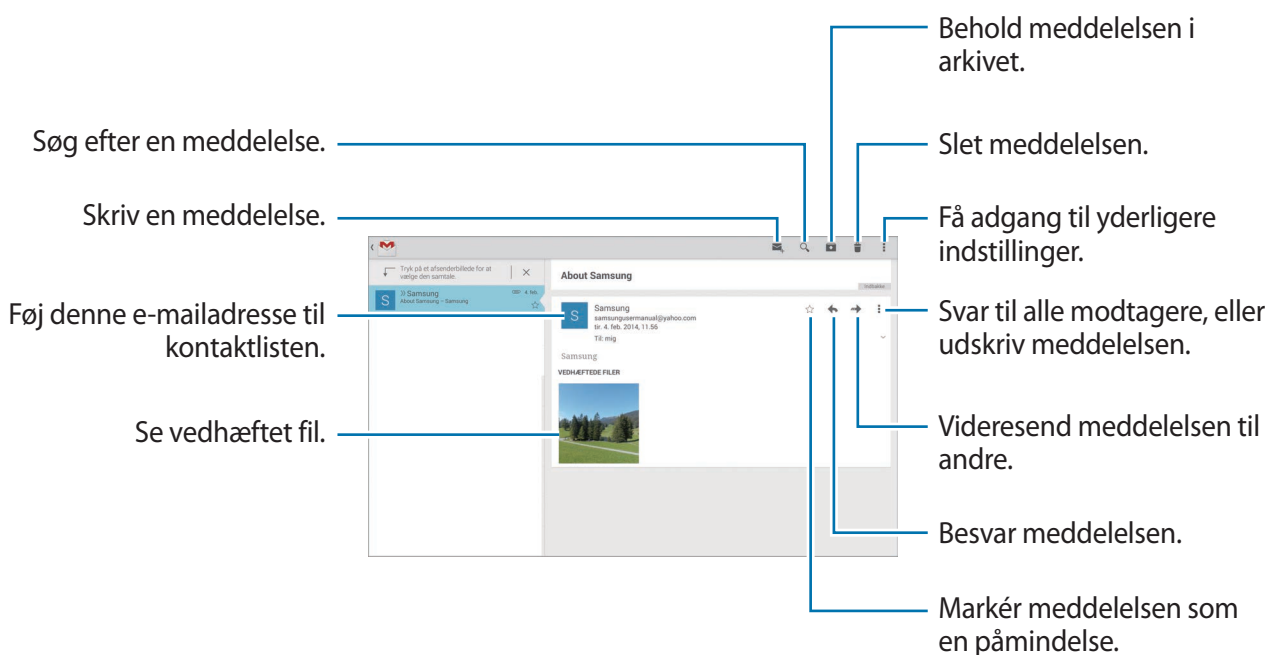 Behold meddelelsen i
arkivet.
Søg efter en meddelelse.
Slet meddelelsen.
Skriv en meddelelse.
Få adgang til yderligere
indstillinger.
Tryk på et afsenderbillede for at
vælge den samtale.
About Samsung
S
Samsung
4. feb.
About Samsung – Samsung
Føj denne e-mailadresse til
kontaktlisten.
S
Samsung
samsungusermanual@yahoo.com
tir. 4. feb. 2014, 11.56
Til: mig
Svar til alle modtagere, eller
udskriv meddelelsen.
Samsung
VEDHÆFTEDE FILER
Se vedhæftet fil.
Videresend meddelelsen til
andre.
Besvar meddelelsen.
Markér meddelelsen som
en påmindelse.